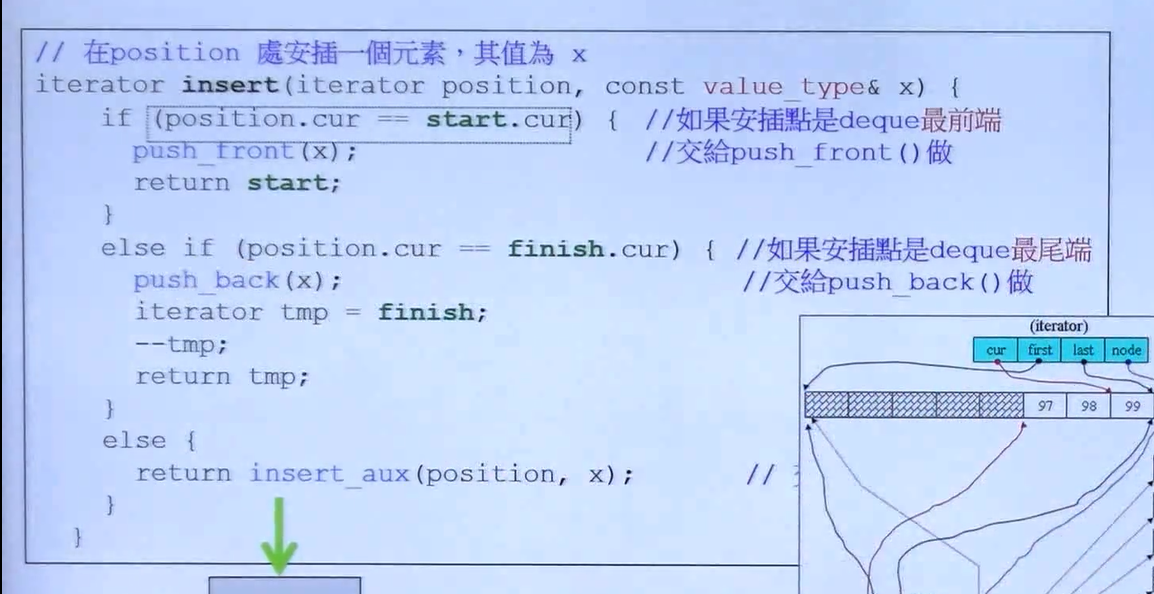 // 在position 處安插一個元素，其值為 x
iterator insert(iterator position, const value_type& x) {
if (position.cur == start.cur) { //如果安插點是deque最前端
push_front(x); //交給push_front()做
return start;
}
else if (position.cur == finish.cur) { //如果安插點是deque最尾端
push_back(x); //交給push_back()做
iterator tmp = finish;
--tmp;
return tmp;
}
else {
return insert_aux(position, x); //
}
}
(iterator)
cur first last node
97 98 99